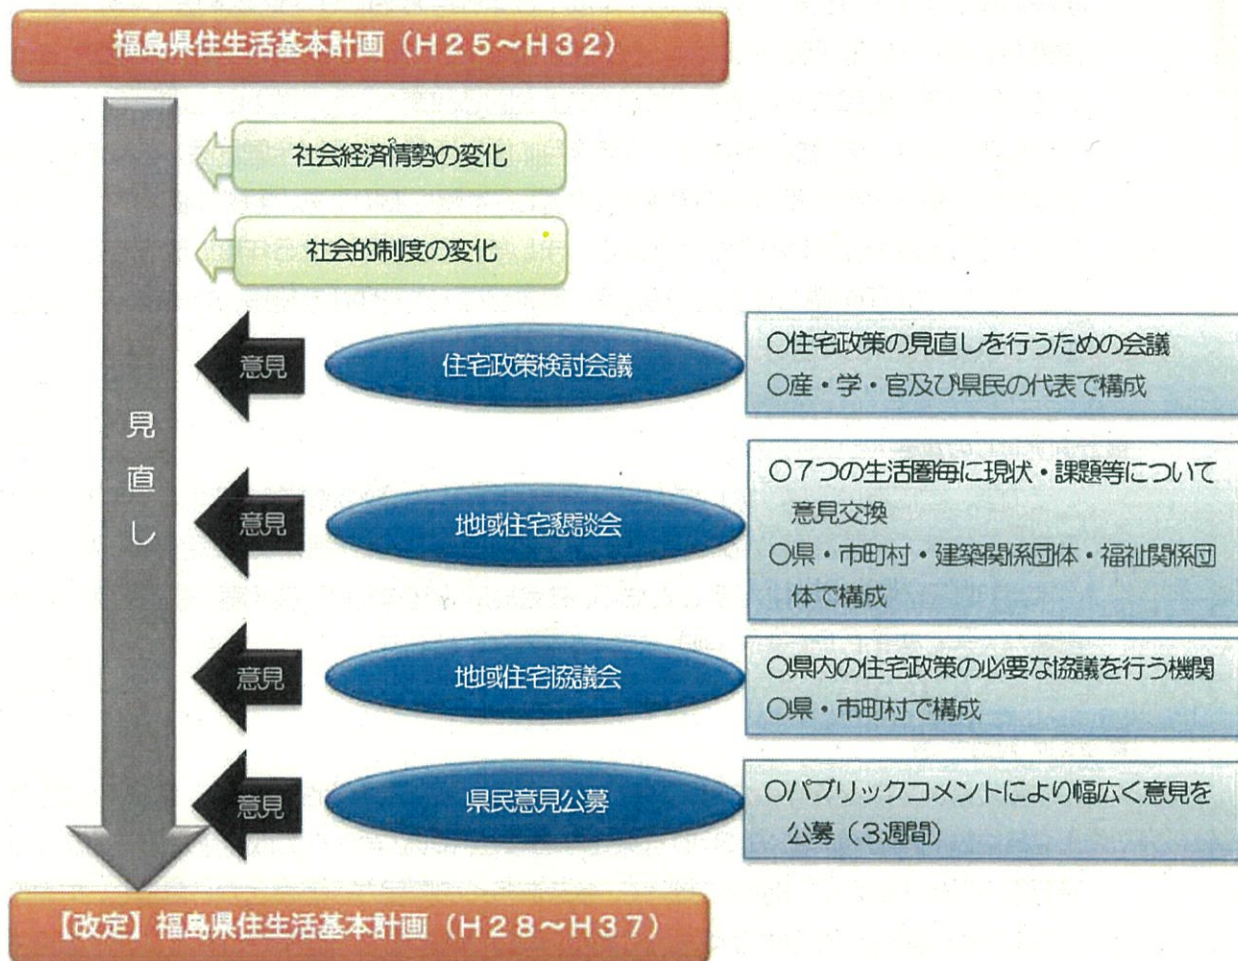 福島県住生活基本計画(H25~H32)
社会経済情勢の変化
社会的制度の変化
意見
住宅政策検討会議
○住宅政策の見直しを行うための会議
○産・学・官及び県民の代表で構成
見直し
意見
地域住宅懇談会
○7つの生活圏毎に現状・課題等について
意見交換
○県・市町村・建築関係団体・福祉関係団
体で構成
意見
地域住宅協議会
○県内の住宅政策の必要な協議を行う機関
○県・市町村で構成
意見
県民意見公募
○パブリックコメントにより幅広く意見を
公募(3週間)
【改定】福島県住生活基本計画(H28~H37)